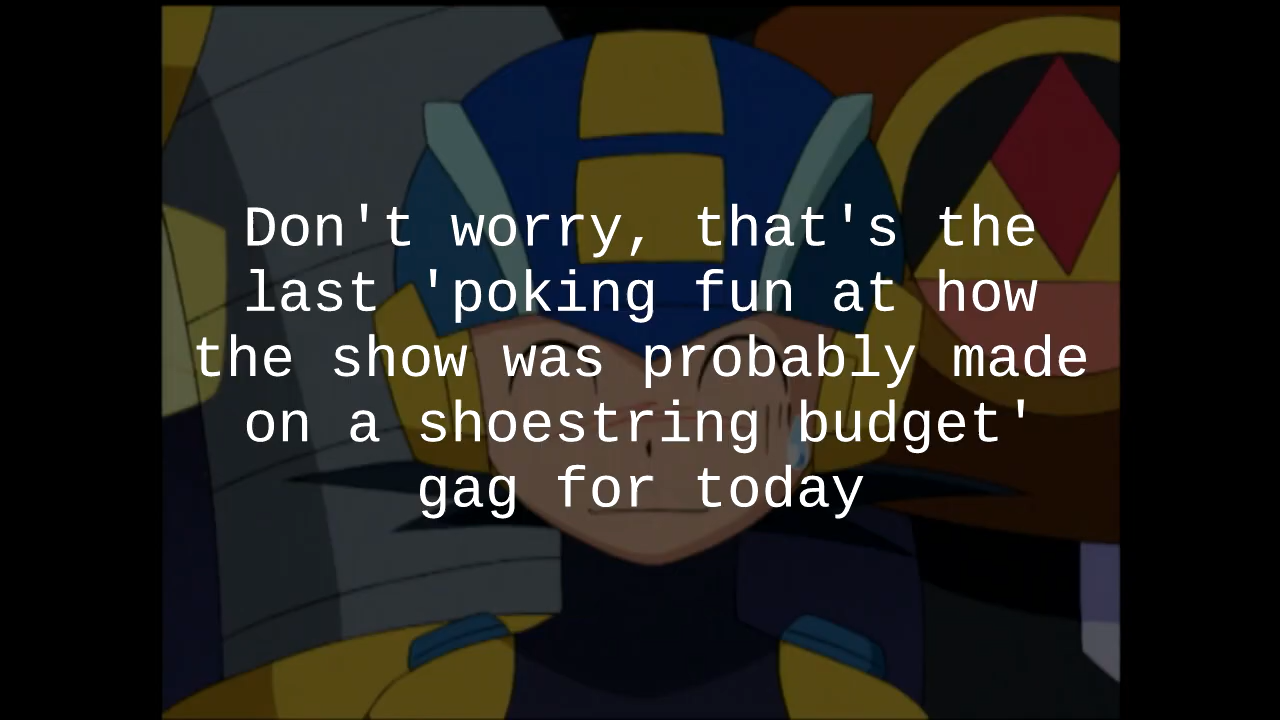 Don't worry, that's the
last 'poking fun at how
the show was probably made
on a shoestring budget'
gag for today